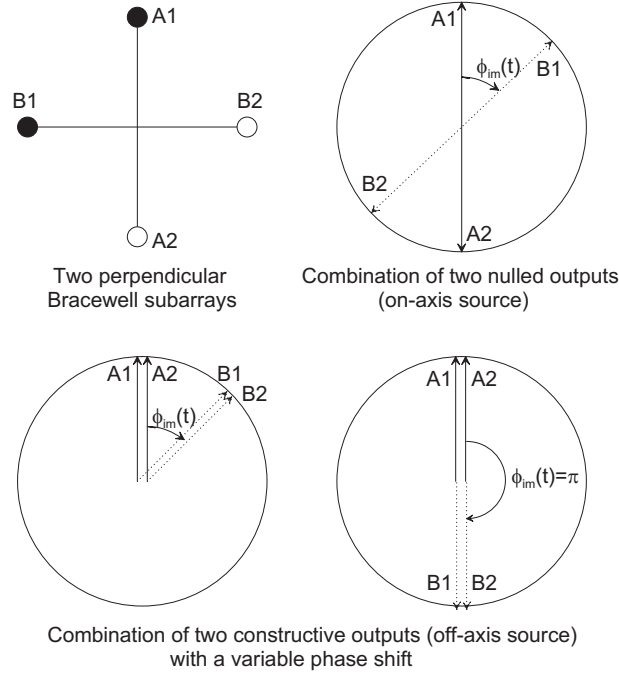 A1
B1
B2
A2
Two perpendicular
Bracewell subarrays
A1
ϕim(t)
B1
B2
A2
Combination of two nulled outputs
(on-axis source)
A1
A2
B1
B2
ϕim(t)
A1
A2
ϕim(t)=π
B1
B2
Combination of two constructive outputs (off-axis source)
with a variable phase shift